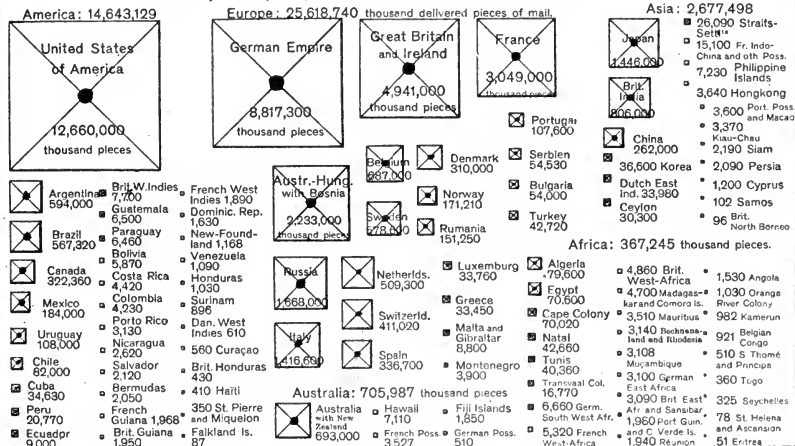 America: 14,643,129
United States
of America
12,660,000
thousand pieces
Argentina
594,000
Brazil
567,320
Canada
322,360
Mexico
184,000
Uruguay
108,000
Chile
82,000
Cuba
34,630
Peru
20,770
Ecuador
9,000
Brit.W.Indies
7,700
Guatemala
6,500
Paraguay
6,460
Bolivia
5,870
Costa Rica
4,420
Colombia
4,230
Porto Rico
3,130
Nicaragua
2,620
Salvador
2,120
Bermudas
2,050
French
Guiana 1,968
Brit. Guiana
1,950
French West
Indies 1,890
Dominic. Rep.
1,630
New-Found-
land 1,168
Venezuela
1,090
Honduras
1,030
Surinam
896
Dan. West
Indies 610
560 Curaçao
Brit. Honduras
430
410 Haïti
350 St. Pierre
and Miquelon
Falkland Is.
87
Europe: 25,618,740 thousand delivered pieces of mail.
German Empire
8,817,300
thousand pieces
Great Britain
and Ireland
4,941,000
thousand pieces
France
3,049,000
thousand pieces
Austr.-Hung.
with Bosnia
2,233,000
thousand pieces
Russia
1,668,000
Italy
1,416,600
Belgium
687,000
Sweden
578,600
Denmark
310,000
Norway
171,210
Rumania
151,250
Netherlds.
509,300
Switzerld.
411,020
Spain
336,700
Portugal
107,600
Serbien
54,530
Bulgaria
54,000
Turkey
42,720
Luxemburg
33,760
Greece
33,450
Malta and
Gibraltar
8,800
Montenegro
3,900
Asia: 2,677,498
Japan
1,446,000
Brit.
India
806,000
China
262,000
36,600 Korea
Dutch East
Ind. 33,980
Ceylon
30,300
26,090 Straits-
15,100 Fr. Indo-
China and oth Poss.
7,230 Philippine
Islands
3,640 Hongkong
3,600 Port. Poss.
and Macao
3,370
Kiau-Chau
2,190 Siam
2,090 Persia
1,200 Cyprus
102 Samos
96 Brit.
North Borneo
Africa: 367,245 thousand pieces.
Algeria
79,600
Egypt
70,600
Cape Colony
70,020
Natal
42,660
Tunis
40,360
Transvaal Col.
16,770
6,660 Germ.
South West Afr.
5,320 French
West-Africa
4,860 Brit.
West-Africa
4,700 Madagas-
kar and Comora Is.
3,510 Mauritius
3,140 Bechuana-
land and Rhodesia
3,108
Muçambique
3,100 German
East Africa
3,090 Brit East
Afr and Sansibar
1,960 Port Guin.
and C. Verde Is.
1,940 Réunion
1,530 Angola
1,030 Orange
River Colony
982 Kamerun
921 Belgian
Congo
510 S Thomé
and Principa
360 Togo
325 Seychelles
78 St. Helena
and Ascension
51 Eritrea
Australia: 705,987 thousand pieces
Australia
with New
Zealand
693,000
Hawaii
7,110
French Poss.
3,527
Fiji Islands
1,850
German Poss.
510